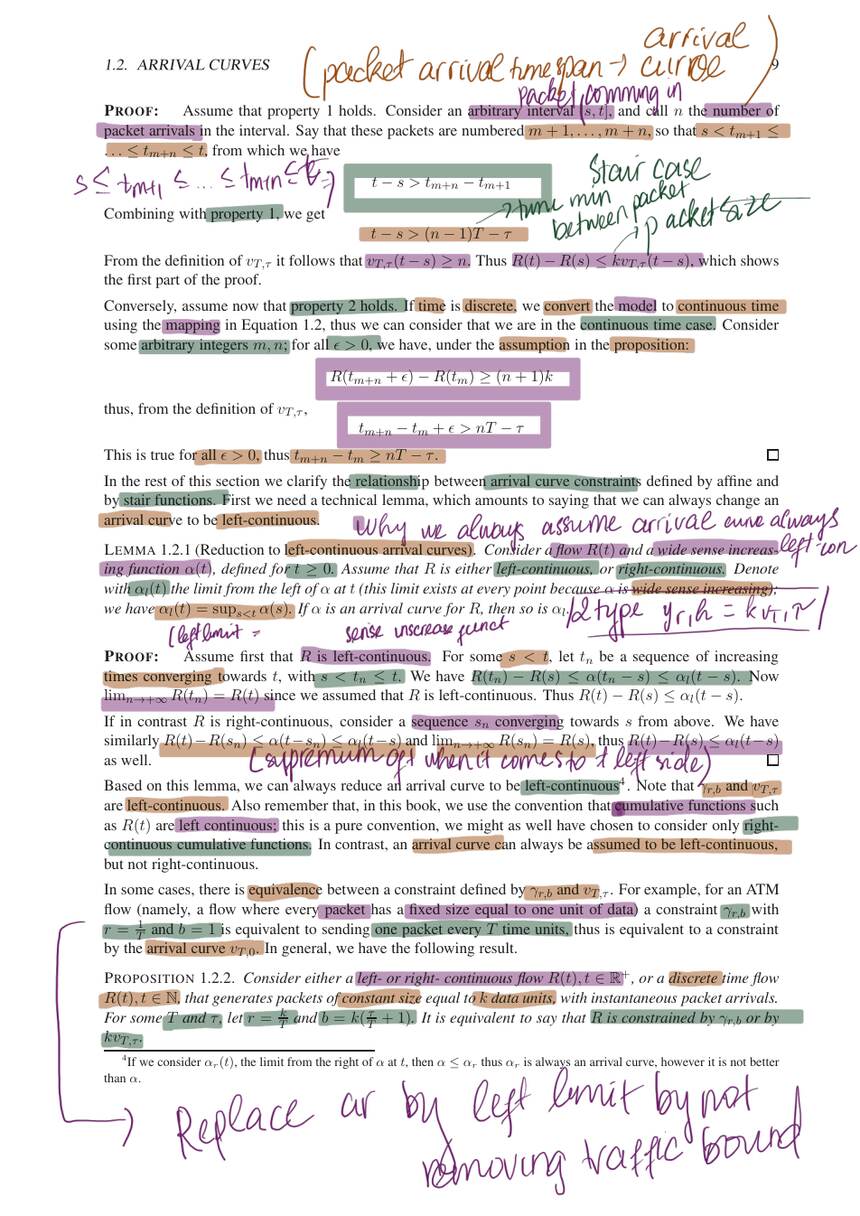 (packet arrival time span → arrival curve)
1.2. ARRIVAL CURVES 9
packet comming in
PROOF: Assume that property 1 holds. Consider an arbitrary interval ]s, t], and call n the number of
packet arrivals in the interval. Say that these packets are numbered m + 1, . . . , m + n, so that s < t_{m+1} ≤
. . . ≤ t_{m+n} ≤ t, from which we have
s ≤ t_{m+1} ≤ ... ≤ t_{m+n} ≤ t
t − s > t_{m+n} − t_{m+1}
Stair case
→ time min between packet
→ packet size
Combining with property 1, we get
t − s > (n − 1)T − τ
From the definition of v_{T,τ} it follows that v_{T,τ}(t − s) ≥ n. Thus R(t) − R(s) ≤ kv_{T,τ}(t − s), which shows
the first part of the proof.
Conversely, assume now that property 2 holds. If time is discrete, we convert the model to continuous time
using the mapping in Equation 1.2, thus we can consider that we are in the continuous time case. Consider
some arbitrary integers m, n; for all ε > 0, we have, under the assumption in the proposition:
R(t_{m+n} + ε) − R(t_m) ≥ (n + 1)k
thus, from the definition of v_{T,τ},
t_{m+n} − t_m + ε > nT − τ
This is true for all ε > 0, thus t_{m+n} − t_m ≥ nT − τ. □
In the rest of this section we clarify the relationship between arrival curve constraints defined by affine and
by stair functions. First we need a technical lemma, which amounts to saying that we can always change an
arrival curve to be left-continuous.
why we always assume arrival curve always left-con
LEMMA 1.2.1 (Reduction to left-continuous arrival curves). Consider a flow R(t) and a wide sense increas-
ing function α(t), defined for t ≥ 0. Assume that R is either left-continuous, or right-continuous. Denote
with α_l(t) the limit from the left of α at t (this limit exists at every point because α is wide sense increasing);
we have α_l(t) = sup_{s<t} α(s). If α is an arrival curve for R, then so is α_l.
/2 type γ_{r,h} = kv_{T,τ}/
(left limit = sense inscrease funct
PROOF: Assume first that R is left-continuous. For some s < t, let t_n be a sequence of increasing
times converging towards t, with s < t_n ≤ t. We have R(t_n) − R(s) ≤ α(t_n − s) ≤ α_l(t − s). Now
lim_{n→+∞} R(t_n) = R(t) since we assumed that R is left-continuous. Thus R(t) − R(s) ≤ α_l(t − s).
If in contrast R is right-continuous, consider a sequence s_n converging towards s from above. We have
similarly R(t)−R(s_n) ≤ α(t−s_n) ≤ α_l(t−s) and lim_{n→+∞} R(s_n) = R(s), thus R(t)−R(s) ≤ α_l(t−s)
as well. □
(supremum of t when it comes to t left side)
Based on this lemma, we can always reduce an arrival curve to be left-continuous⁴. Note that γ_{r,b} and v_{T,τ}
are left-continuous. Also remember that, in this book, we use the convention that cumulative functions such
as R(t) are left continuous; this is a pure convention, we might as well have chosen to consider only right-
continuous cumulative functions. In contrast, an arrival curve can always be assumed to be left-continuous,
but not right-continuous.
In some cases, there is equivalence between a constraint defined by γ_{r,b} and v_{T,τ}. For example, for an ATM
flow (namely, a flow where every packet has a fixed size equal to one unit of data) a constraint γ_{r,b} with
r = 1/T and b = 1 is equivalent to sending one packet every T time units, thus is equivalent to a constraint
by the arrival curve v_{T,0}. In general, we have the following result.
PROPOSITION 1.2.2. Consider either a left- or right- continuous flow R(t), t ∈ ℝ⁺, or a discrete time flow
R(t), t ∈ ℕ, that generates packets of constant size equal to k data units, with instantaneous packet arrivals.
For some T and τ, let r = k/T and b = k(τ/T + 1). It is equivalent to say that R is constrained by γ_{r,b} or by
kv_{T,τ}.
⁴If we consider α_r(t), the limit from the right of α at t, then α ≤ α_r thus α_r is always an arrival curve, however it is not better
than α.
→ Replace ar by left limit by not
removing traffic bound